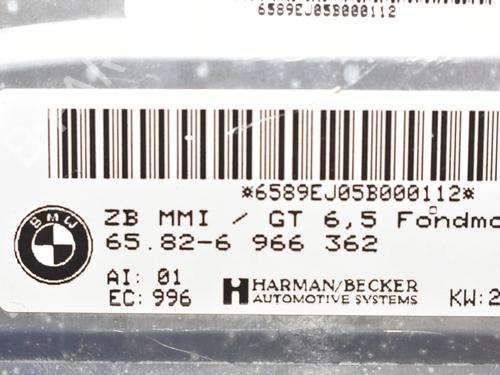 6589EJ05B000112
*6589EJ05B000112*
BMW
ZB MMI / GT 6,5 Fondmo
65.82-6 966 362
AI: 01
EC: 996
HARMAN/BECKER
AUTOMOTIVE SYSTEMS
KW:2